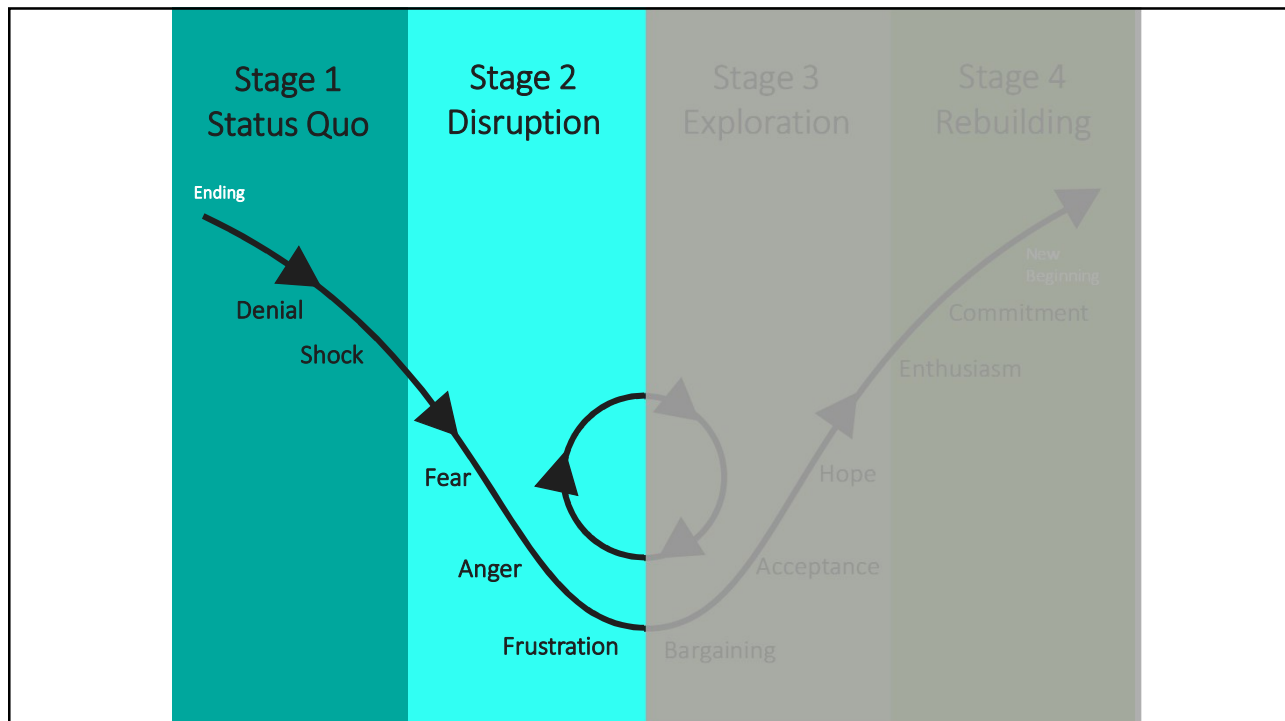 Stage 1
Status Quo
Stage 2
Disruption
Stage 3
Exploration
Stage 4
Rebuilding
Ending
Denial
Shock
Fear
Anger
Frustration
Bargaining
Acceptance
Hope
Enthusiasm
Commitment
New
Beginning